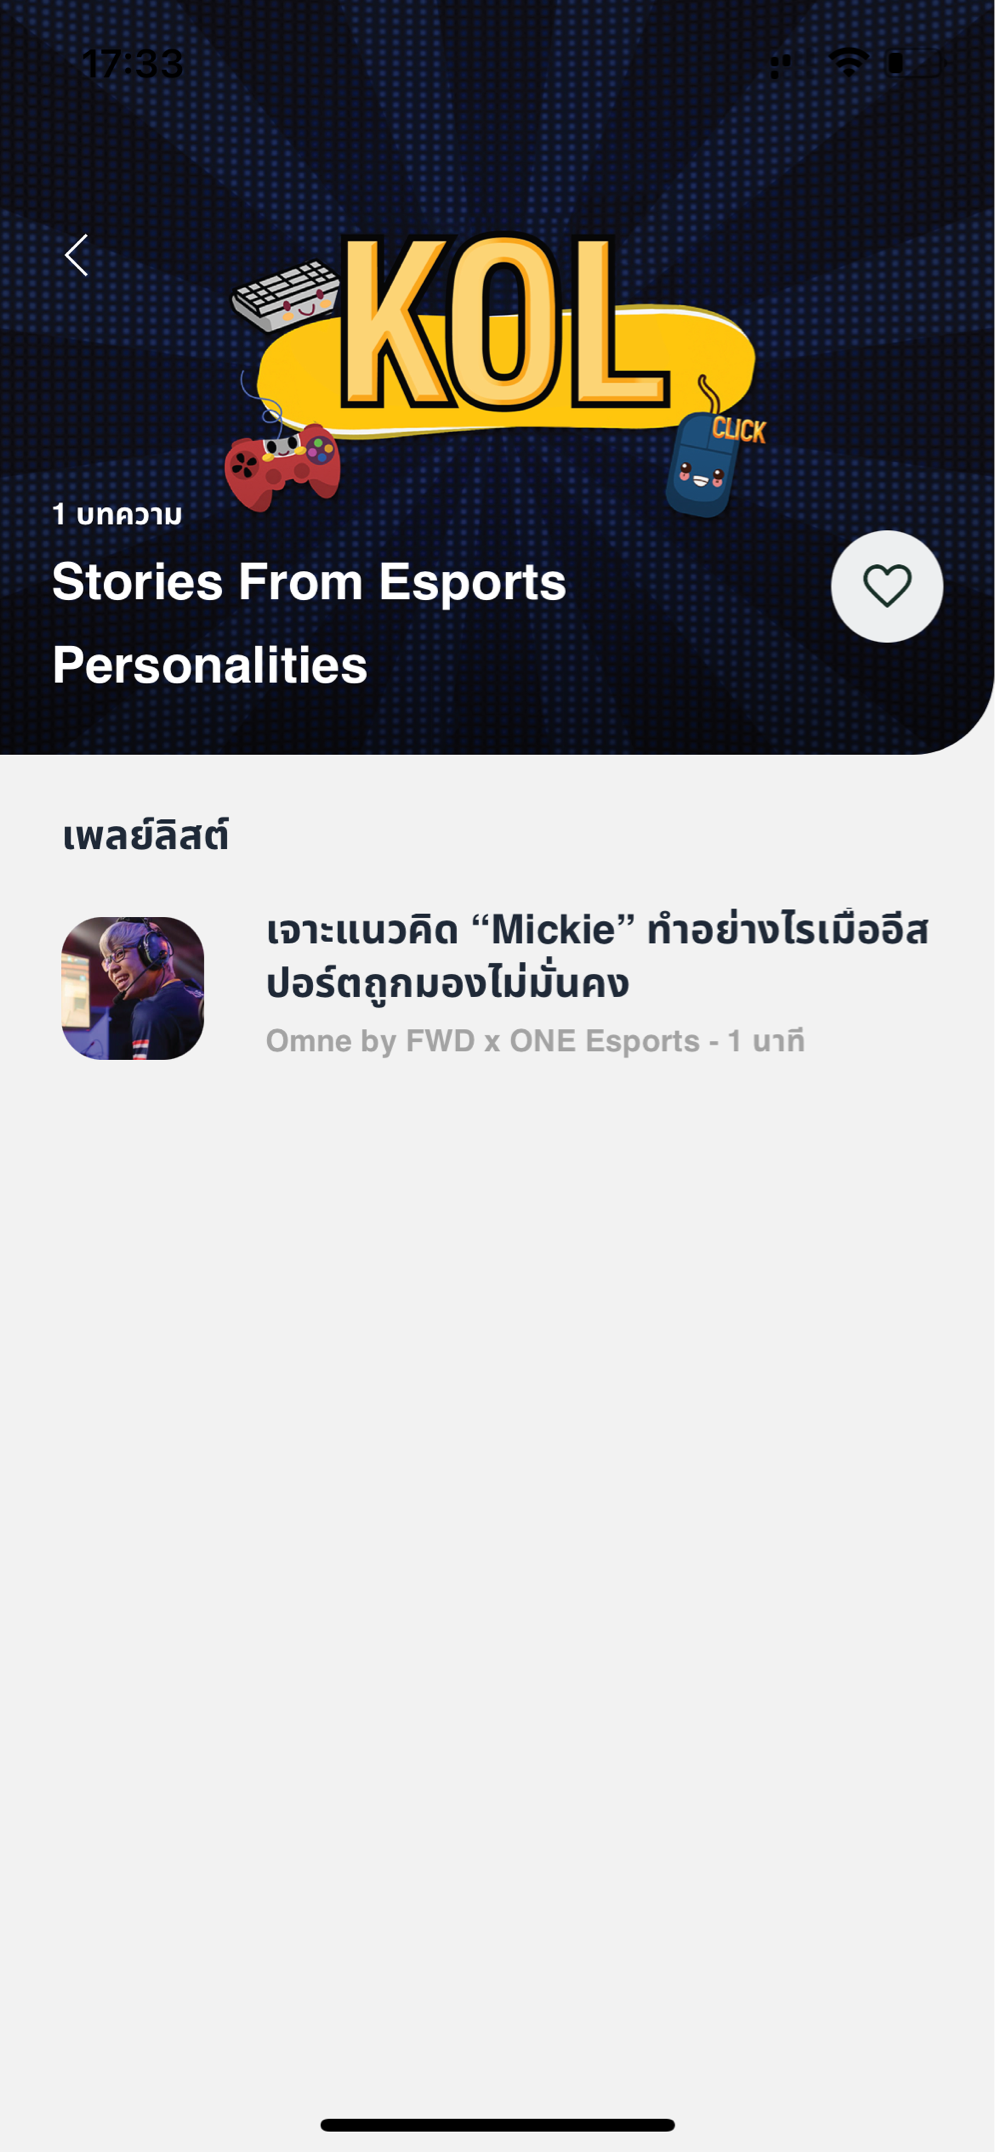 17:33
KOL
CLICK
1 บทความ
Stories From Esports
Personalities
เพลย์ลิสต์
เจาะแนวคิด “Mickie” ทำอย่างไรเมื่ออีส
ปอร์ตถูกมองไม่มั่นคง
Omne by FWD x ONE Esports - 1 นาที